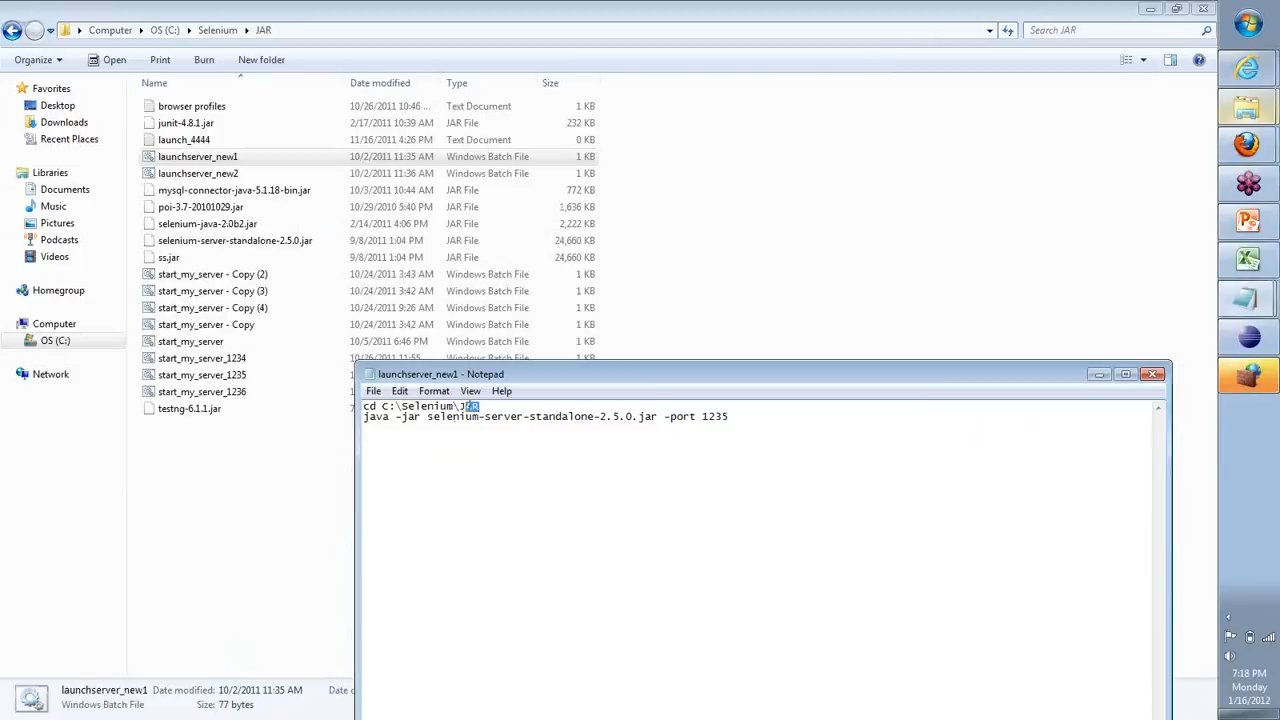 Computer OS (C:) Selenium JAR Search JAR
Organize Open Print Burn New folder
Name Date modified Type Size
Favorites
Desktop
Downloads
Recent Places
Libraries
Documents
Music
Pictures
Podcasts
Videos
Homegroup
Computer
OS (C:)
Network
browser profiles 10/26/2011 10:46 ... Text Document 1 KB
junit-4.8.1.jar 2/17/2011 10:39 AM JAR File 232 KB
launch_4444 11/16/2011 4:26 PM Text Document 0 KB
launchserver_new1 10/2/2011 11:35 AM Windows Batch File 1 KB
launchserver_new2 10/2/2011 11:36 AM Windows Batch File 1 KB
mysql-connector-java-5.1.18-bin.jar 10/3/2011 10:44 AM JAR File 772 KB
poi-3.7-20101029.jar 10/29/2010 5:40 PM JAR File 1,636 KB
selenium-java-2.0b2.jar 2/14/2011 4:06 PM JAR File 2,222 KB
selenium-server-standalone-2.5.0.jar 9/8/2011 1:04 PM JAR File 24,660 KB
ss.jar 9/8/2011 1:04 PM JAR File 24,660 KB
start_my_server - Copy (2) 10/24/2011 3:43 AM Windows Batch File 1 KB
start_my_server - Copy (3) 10/24/2011 3:42 AM Windows Batch File 1 KB
start_my_server - Copy (4) 10/24/2011 9:26 AM Windows Batch File 1 KB
start_my_server - Copy 10/24/2011 3:42 AM Windows Batch File 1 KB
start_my_server 10/5/2011 6:46 PM Windows Batch File 1 KB
start_my_server_1234 10/26/2011 11:55 Windows Batch File 1 KB
start_my_server_1235
start_my_server_1236
testng-6.1.1.jar
launchserver_new1 - Notepad
File Edit Format View Help
cd C:\Selenium\JAR
java -jar selenium-server-standalone-2.5.0.jar -port 1235
launchserver_new1 Date modified: 10/2/2011 11:35 AM Date
Windows Batch File Size: 77 bytes
7:18 PM
Monday
1/16/2012